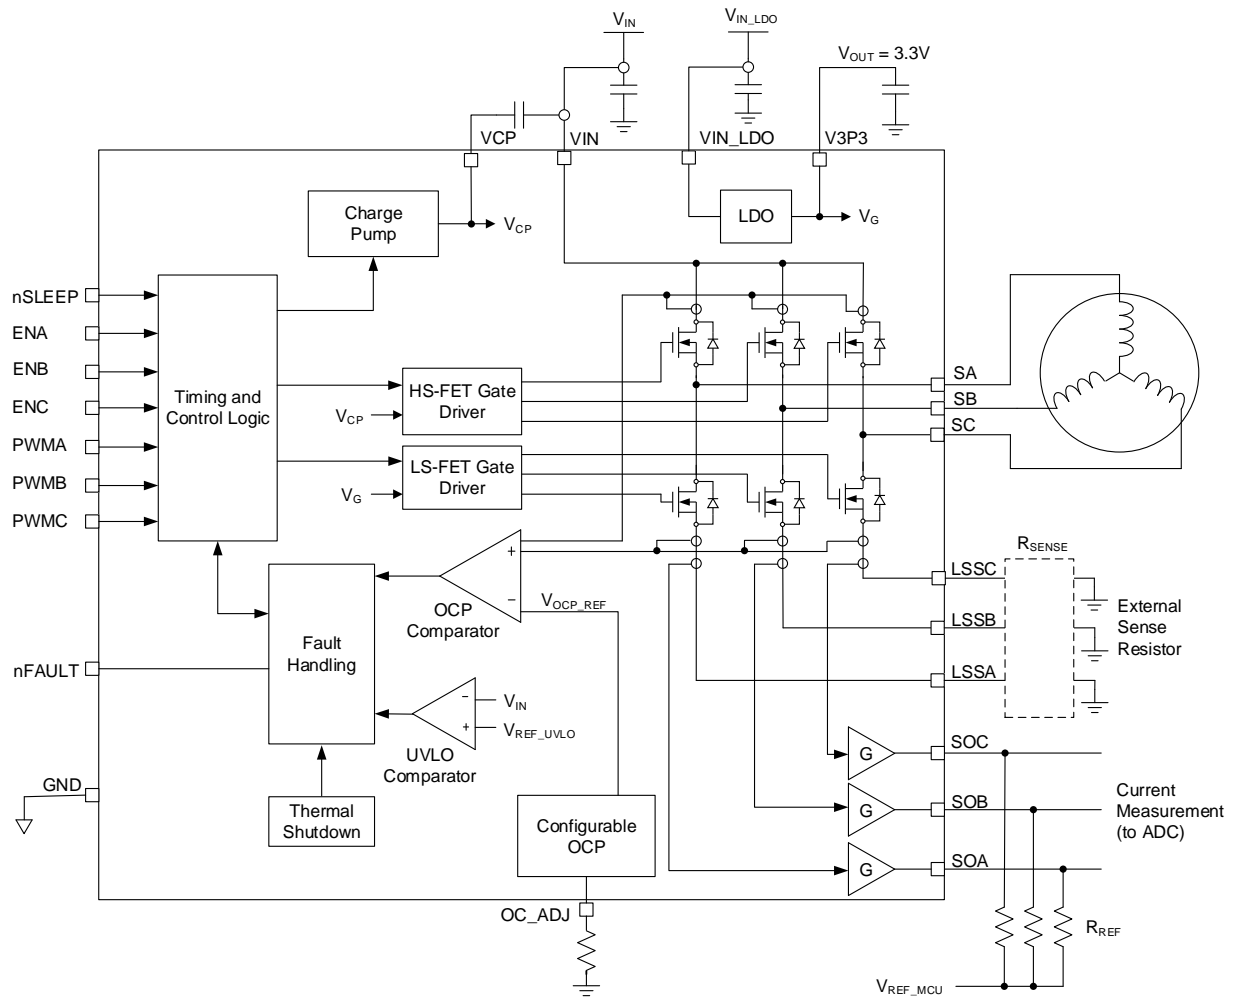 VIN
VIN_LDO
VOUT = 3.3V
VCP
VIN
VIN_LDO
V3P3
Charge
Pump
VCP
LDO
VG
nSLEEP
ENA
ENB
ENC
PWMA
PWMB
PWMC
Timing and
Control Logic
HS-FET Gate
Driver
VCP
LS-FET Gate
Driver
VG
SA
SB
SC
+
−
OCP
Comparator
VOCP_REF
RSENSE
LSSC
LSSB
LSSA
External
Sense
Resistor
Fault
Handling
nFAULT
−
+
VIN
VREF_UVLO
UVLO
Comparator
GND
Thermal
Shutdown
Configurable
OCP
G
G
G
SOC
SOB
SOA
Current
Measurement
(to ADC)
OC_ADJ
RREF
VREF_MCU